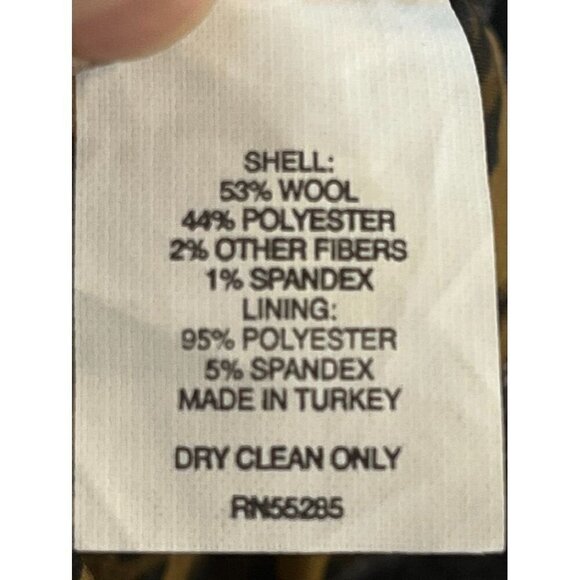 SHELL:
53% WOOL
44% POLYESTER
2% OTHER FIBERS
1% SPANDEX
LINING:
95% POLYESTER
5% SPANDEX
MADE IN TURKEY
DRY CLEAN ONLY
RN55285